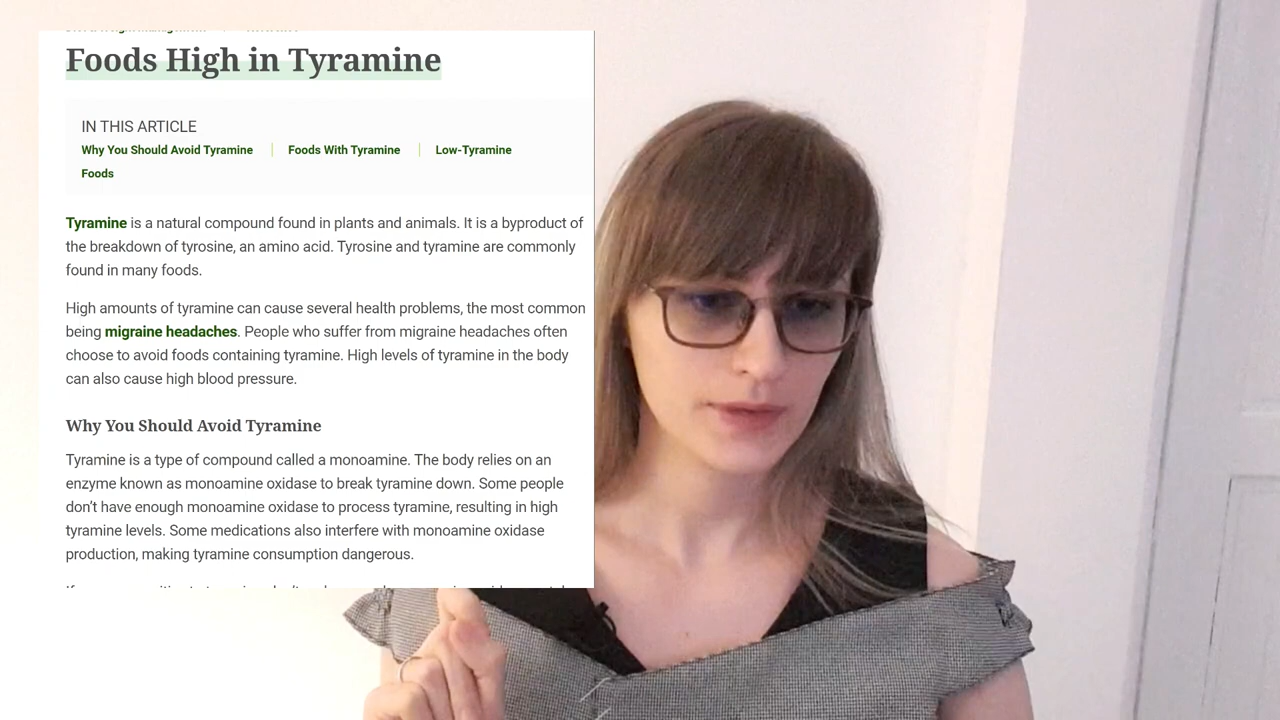 Foods High in Tyramine
IN THIS ARTICLE
Why You Should Avoid Tyramine | Foods With Tyramine | Low-Tyramine
Foods
Tyramine is a natural compound found in plants and animals. It is a byproduct of
the breakdown of tyrosine, an amino acid. Tyrosine and tyramine are commonly
found in many foods.
High amounts of tyramine can cause several health problems, the most common
being migraine headaches. People who suffer from migraine headaches often
choose to avoid foods containing tyramine. High levels of tyramine in the body
can also cause high blood pressure.
Why You Should Avoid Tyramine
Tyramine is a type of compound called a monoamine. The body relies on an
enzyme known as monoamine oxidase to break tyramine down. Some people
don’t have enough monoamine oxidase to process tyramine, resulting in high
tyramine levels. Some medications also interfere with monoamine oxidase
production, making tyramine consumption dangerous.